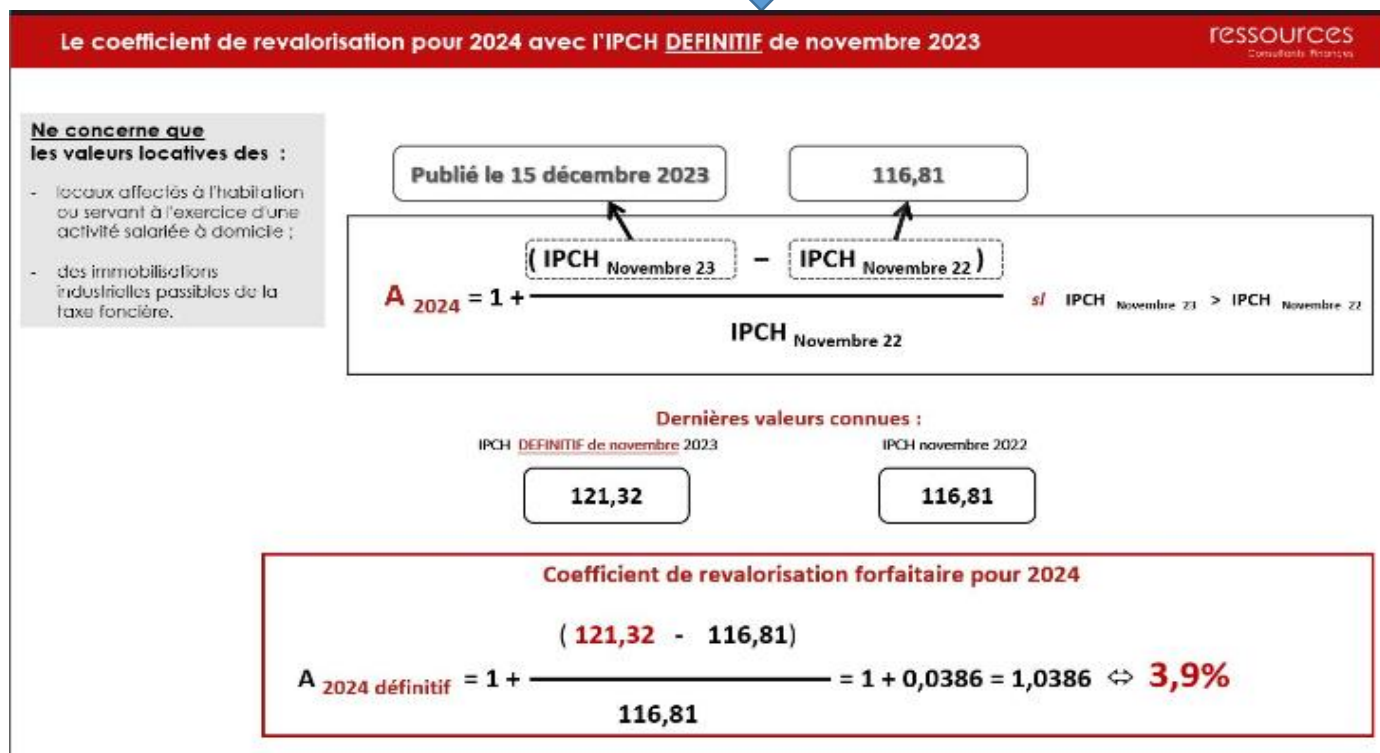 Le coefficient de revalorisation pour 2024 avec l'IPCH DEFINITIF de novembre 2023
ressources
Consultants Finances
Ne concerne que
les valeurs locatives des :
- locaux affectés à l'habitation
ou servant à l'exercice d'une
activité salariée à domicile ;
- des immobilisations
industrielles passibles de la
taxe foncière.
Publié le 15 décembre 2023
116,81
( IPCH Novembre 23 – IPCH Novembre 22 )
A 2024 = 1 +
si IPCH Novembre 23 > IPCH Novembre 22
IPCH Novembre 22
Dernières valeurs connues :
IPCH DEFINITIF de novembre 2023
IPCH novembre 2022
121,32
116,81
Coefficient de revalorisation forfaitaire pour 2024
( 121,32 - 116,81)
A 2024 définitif = 1 + = 1 + 0,0386 = 1,0386 ⇔ 3,9%
116,81